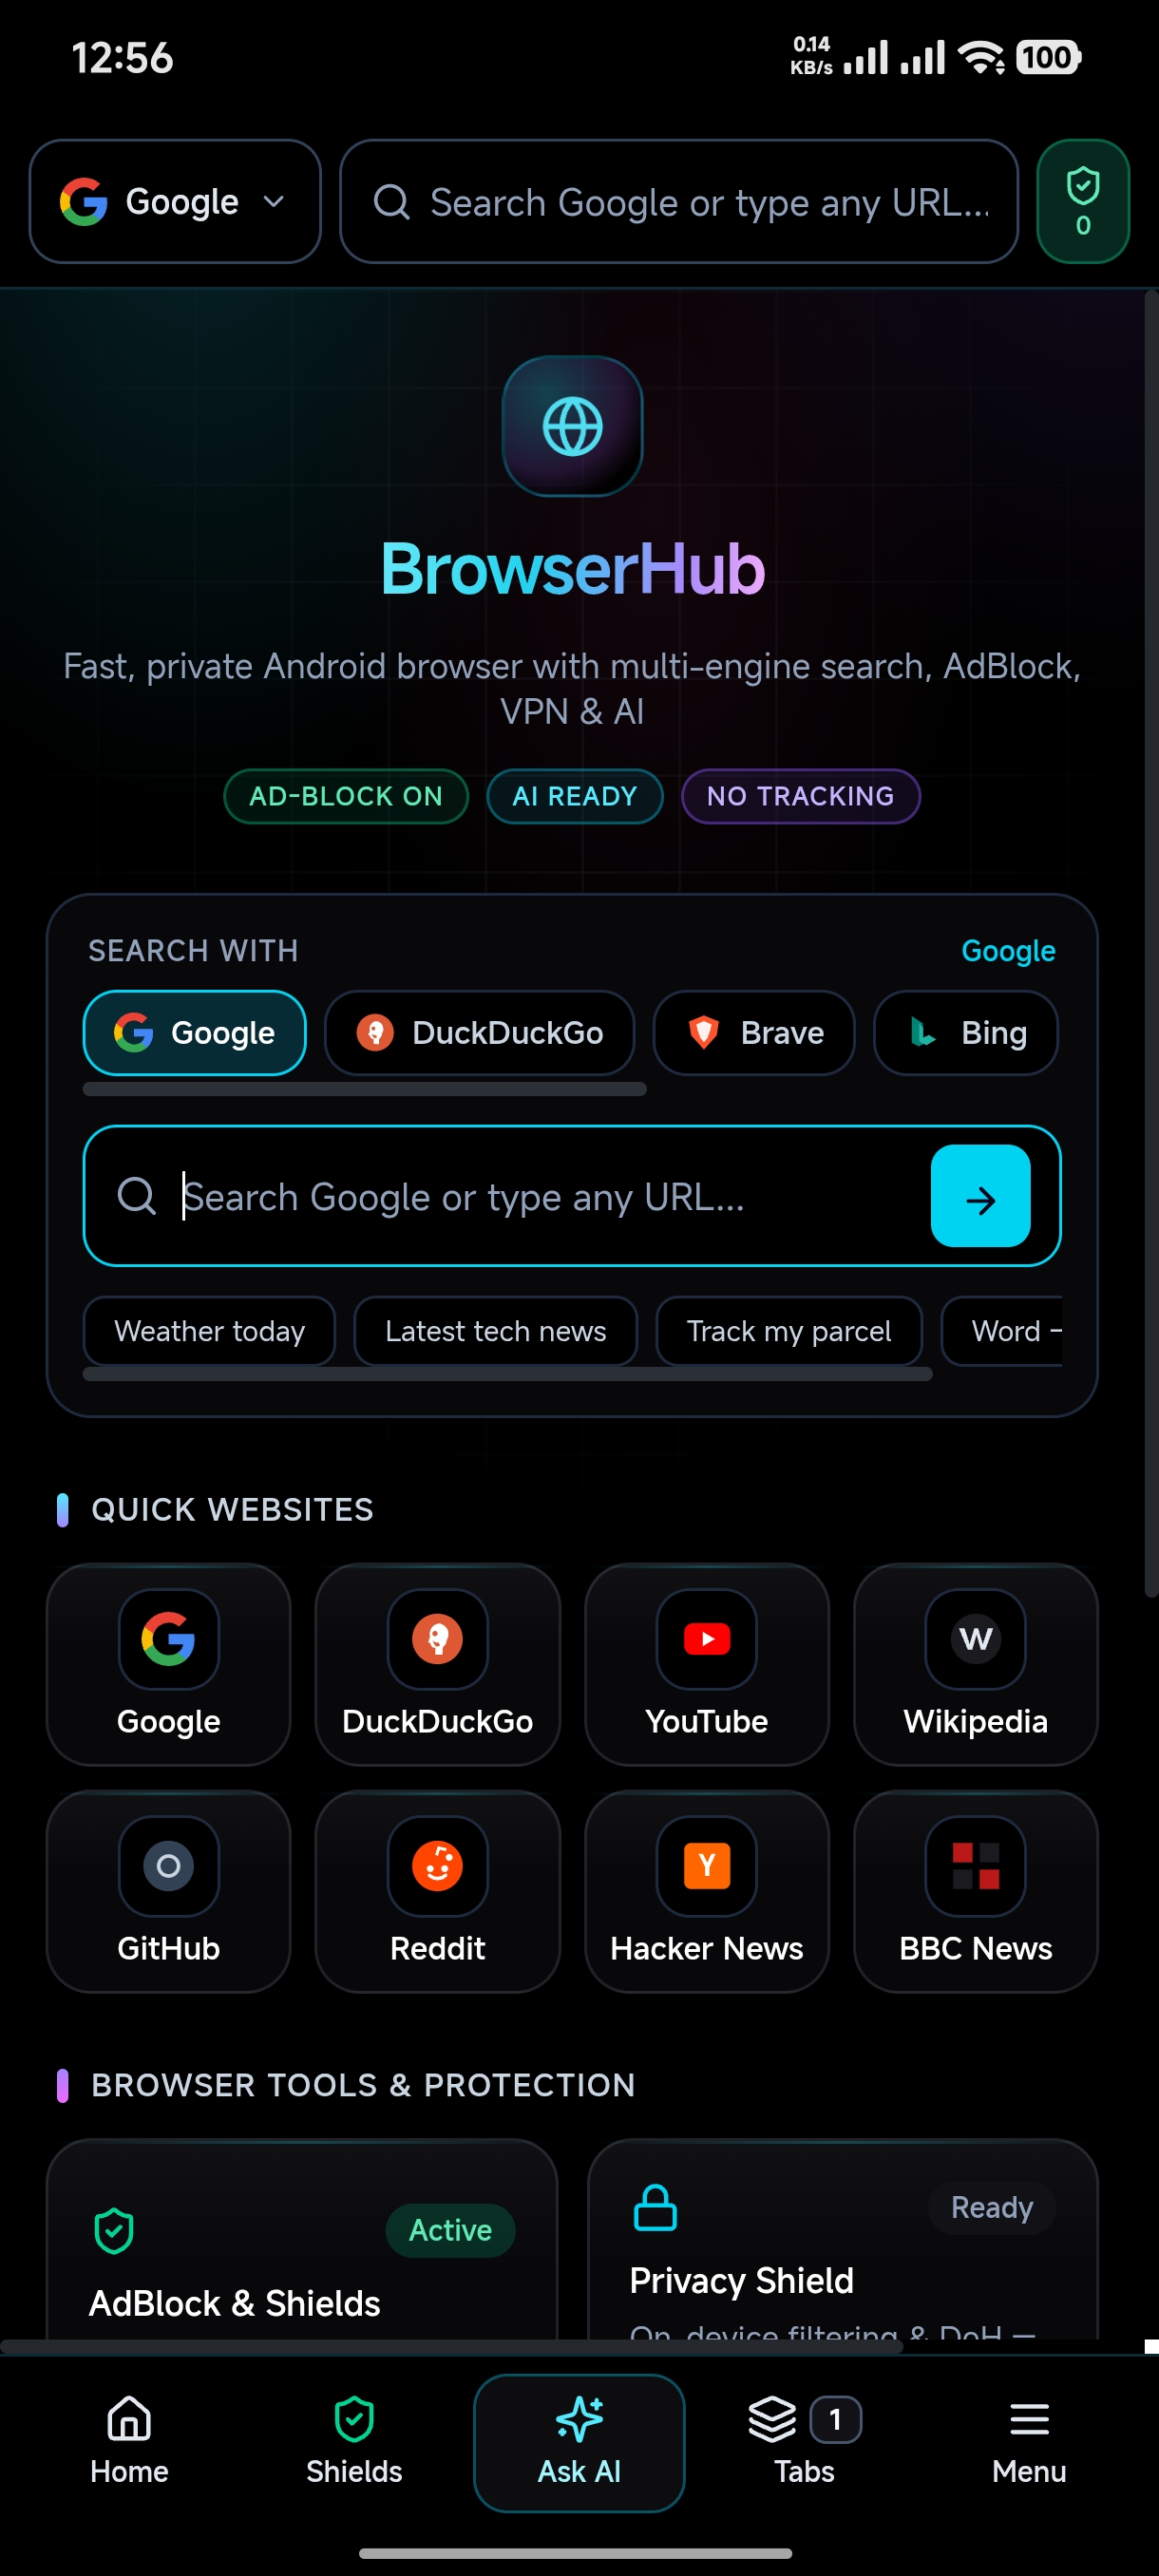 12:56
0.14
KB/s
100
Google
Search Google or type any URL...
0
BrowserHub
Fast, private Android browser with multi-engine search, AdBlock,
VPN & AI
AD-BLOCK ON
AI READY
NO TRACKING
SEARCH WITH
Google
Google
DuckDuckGo
Brave
Bing
Search Google or type any URL...
Weather today
Latest tech news
Track my parcel
Word –
QUICK WEBSITES
Google
DuckDuckGo
YouTube
W
Wikipedia
GitHub
Reddit
Y
Hacker News
BBC News
BROWSER TOOLS & PROTECTION
Active
AdBlock & Shields
Ready
Privacy Shield
On-device filtering & DoH —
Home
Shields
Ask AI
1
Tabs
Menu